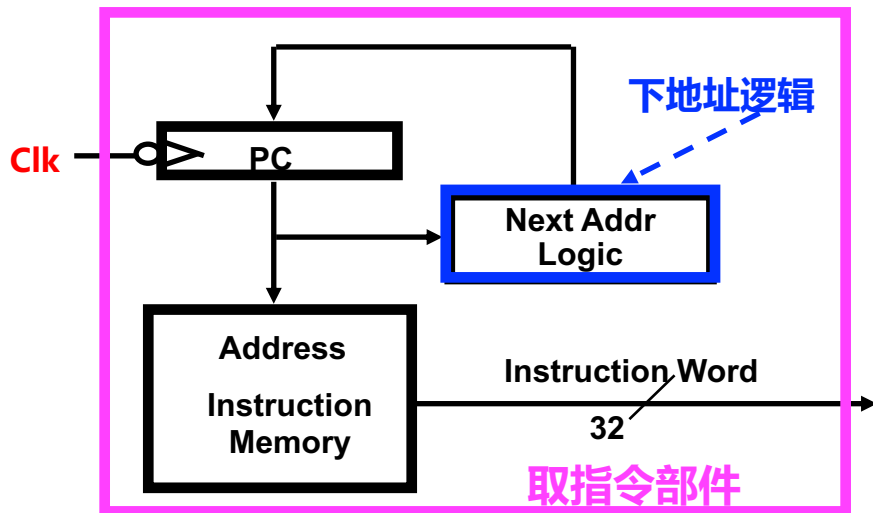 下地址逻辑
Clk
PC
Next Addr
Logic
Address
Instruction
Memory
Instruction Word
32
取指令部件